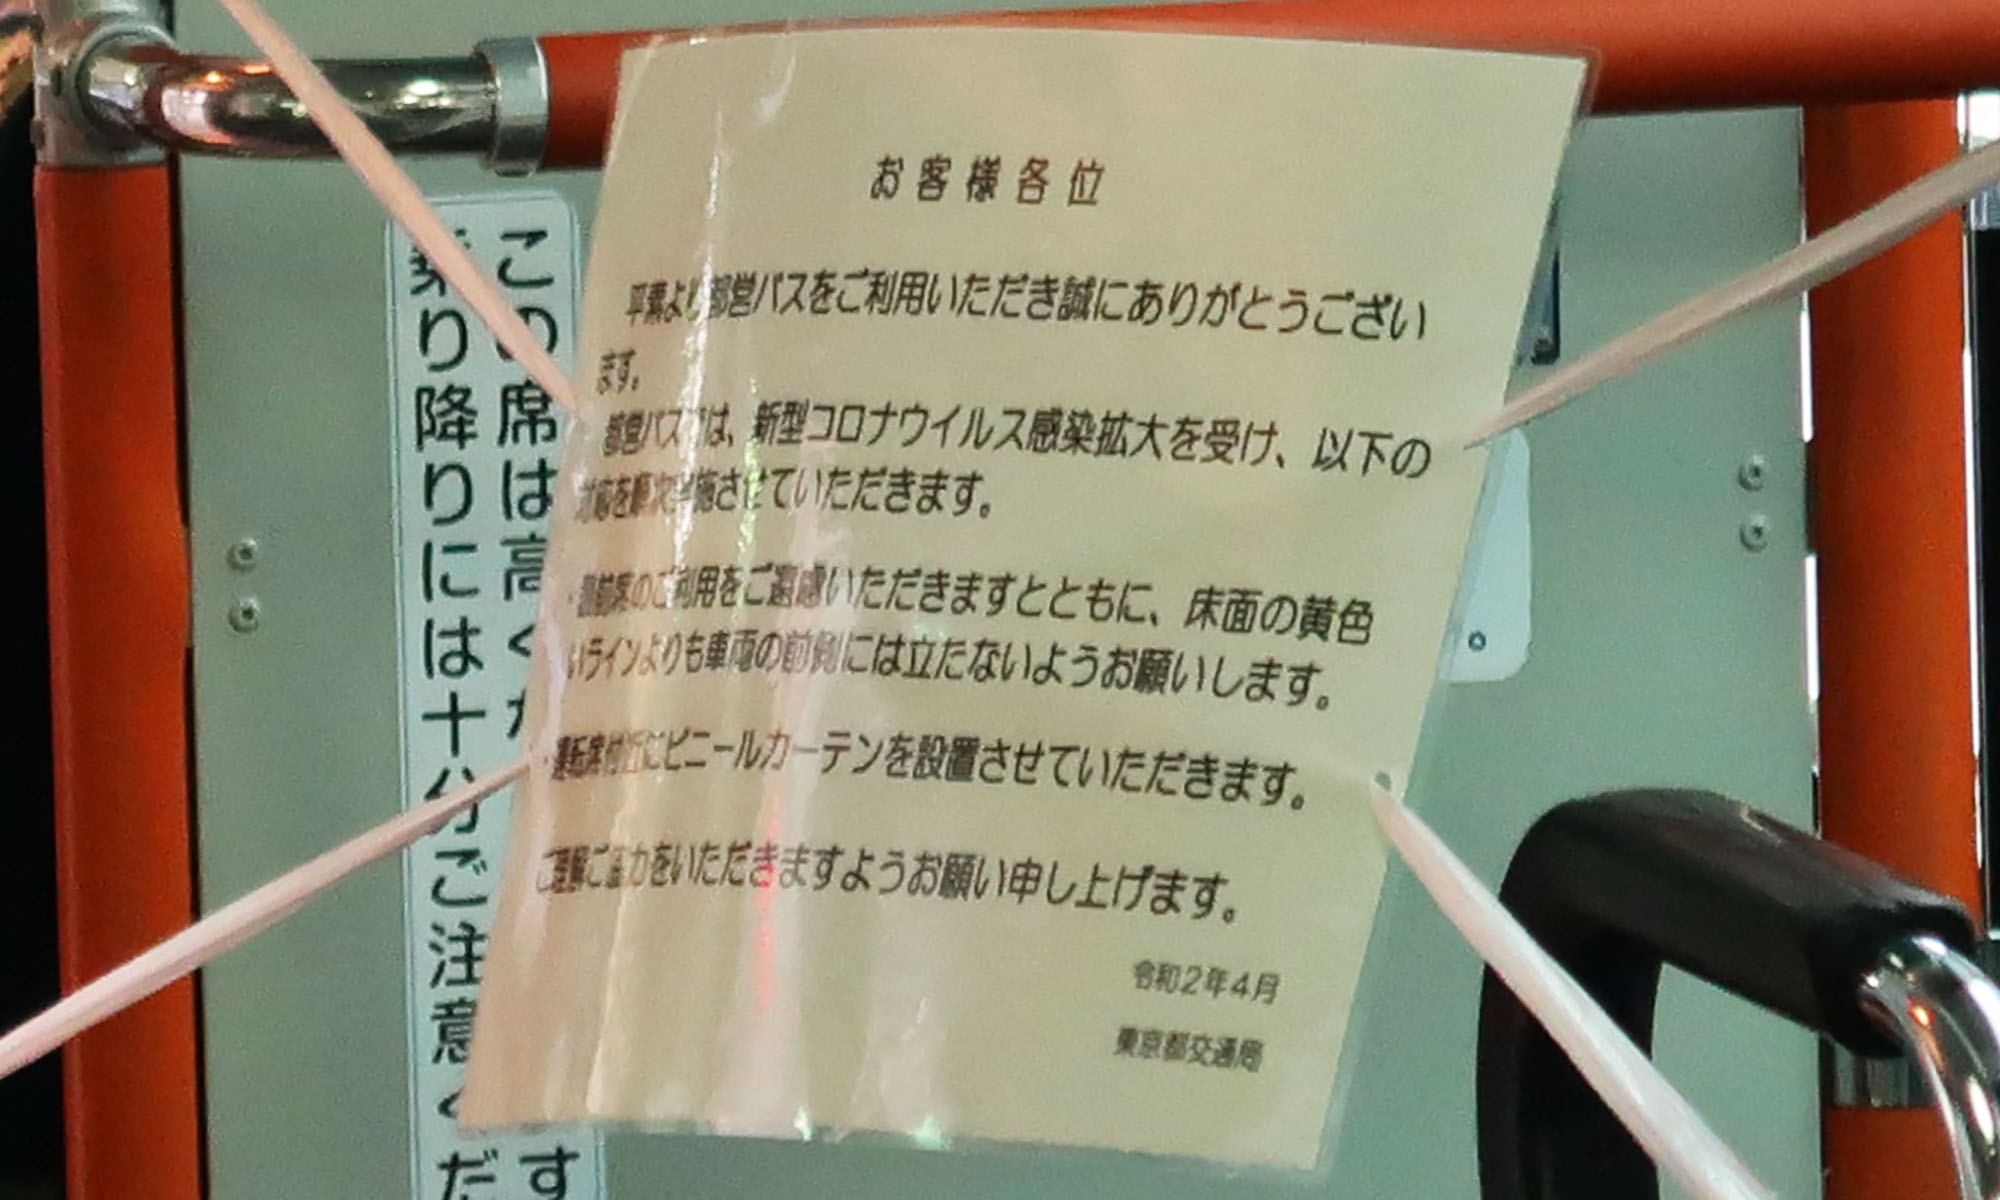 お客様各位
平素より都営バスをご利用いただき誠にありがとうござい
ます。
都営バスでは、新型コロナウイルス感染拡大を受け、以下の
対応を順次実施させていただきます。
・最前席のご利用をご遠慮いただきますとともに、床面の黄色
いラインよりも車両の前側には立たないようお願いします。
・運転席付近にビニールカーテンを設置させていただきます。
ご理解ご協力をいただきますようお願い申し上げます。
令和2年4月
東京都交通局
この席は高く
乗り降りには十分ご注意くだ